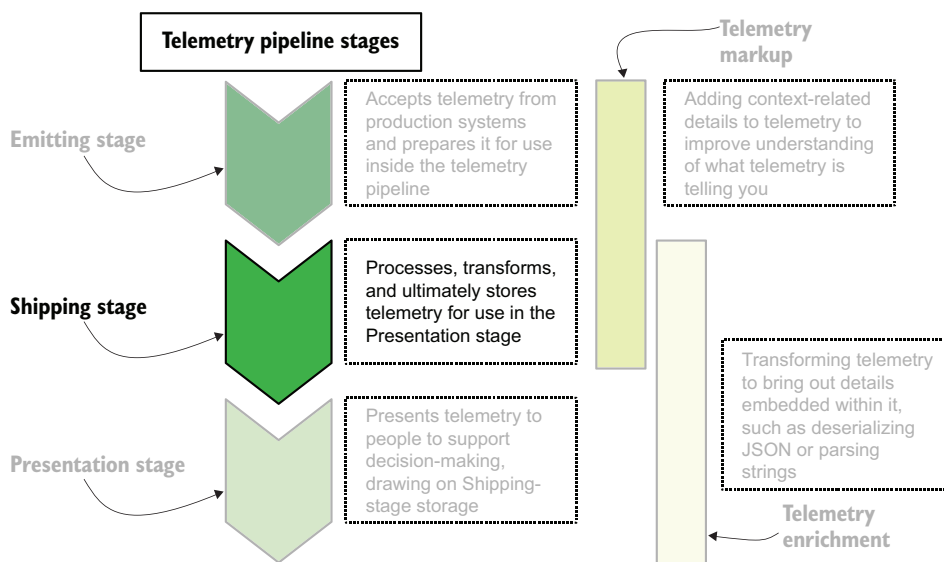 Telemetry pipeline stages
Telemetry
markup
Emitting stage
Accepts telemetry from
production systems
and prepares it for use
inside the telemetry
pipeline
Adding context-related
details to telemetry to
improve understanding
of what telemetry is
telling you
Shipping stage
Processes, transforms,
and ultimately stores
telemetry for use in the
Presentation stage
Transforming telemetry
to bring out details
embedded within it,
such as deserializing
JSON or parsing
strings
Presentation stage
Presents telemetry to
people to support
decision-making,
drawing on Shipping-
stage storage
Telemetry
enrichment